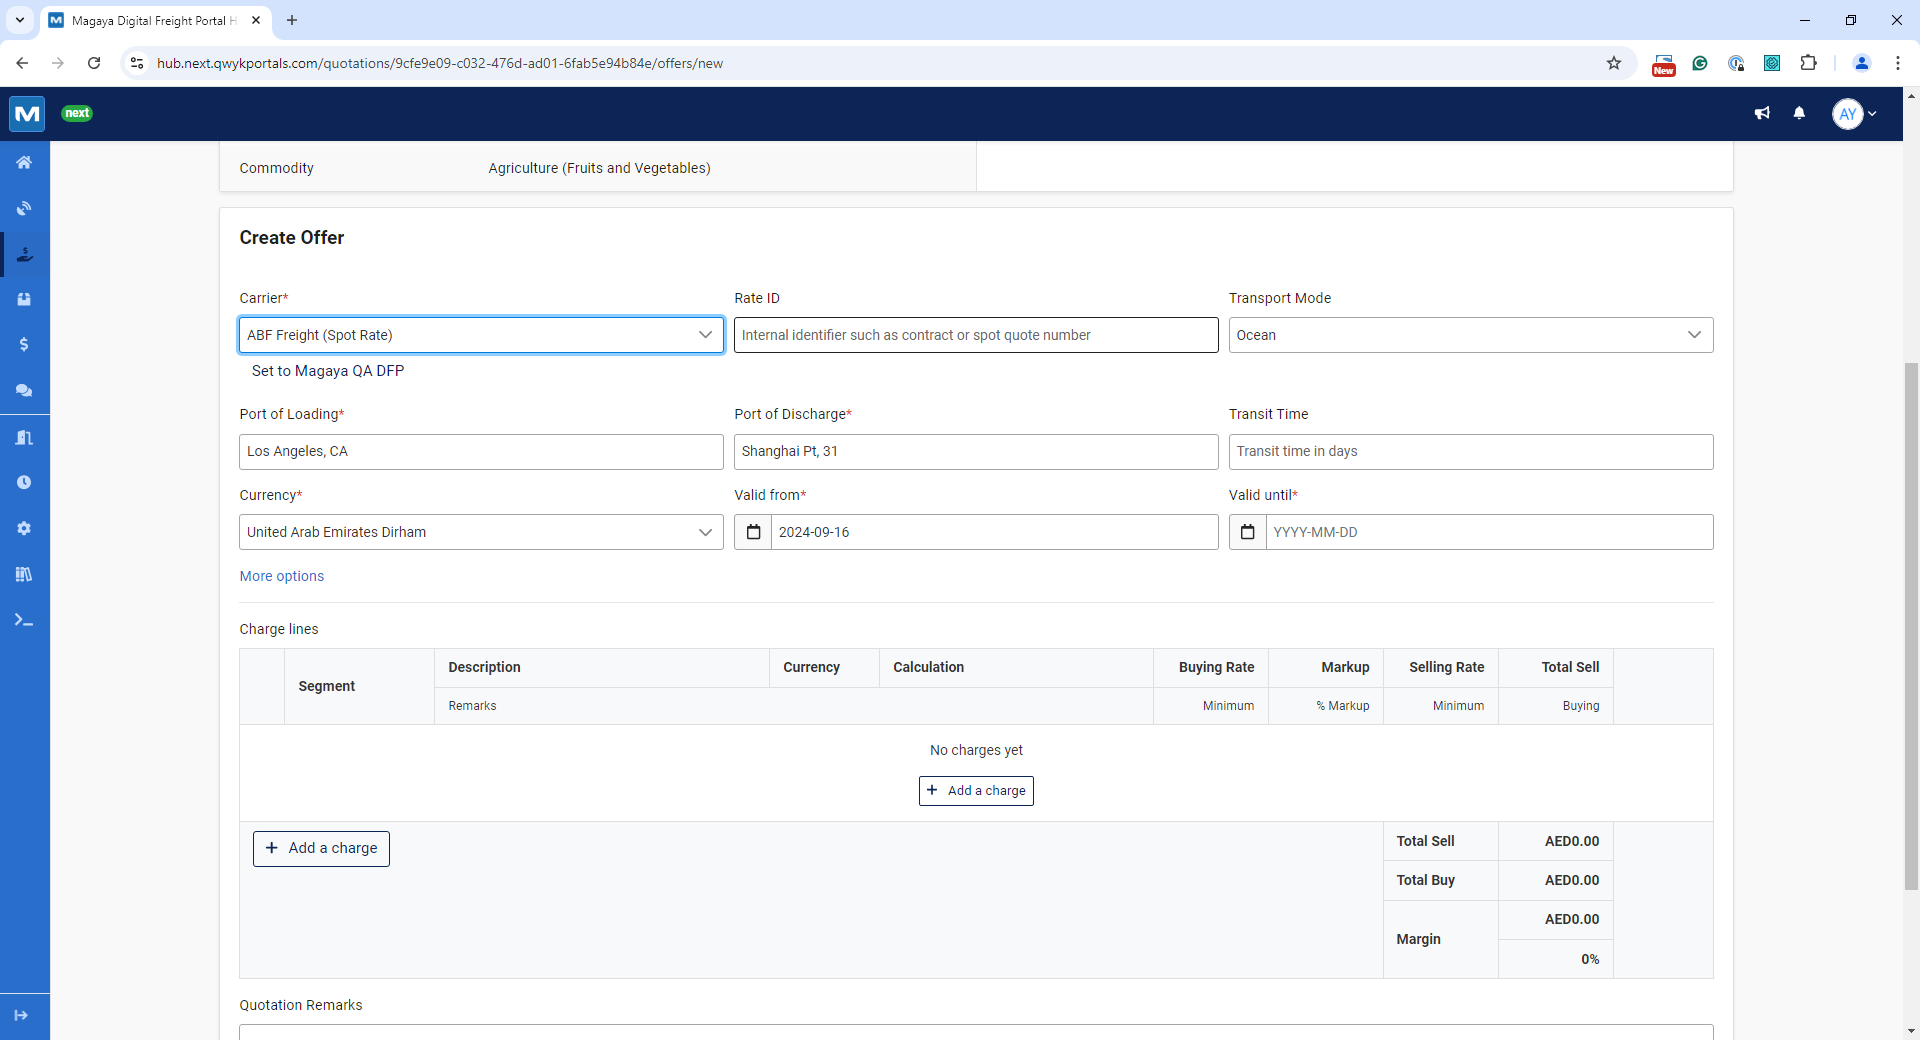 Magaya Digital Freight Portal H
hub.next.qwykportals.com/quotations/9cfe9e09-c032-476d-ad01-6fab5e94b84e/offers/new
New
M next AY
Commodity Agriculture (Fruits and Vegetables)
Create Offer
Carrier* Rate ID Transport Mode
ABF Freight (Spot Rate) Internal identifier such as contract or spot quote number Ocean
Set to Magaya QA DFP
Port of Loading* Port of Discharge* Transit Time
Los Angeles, CA Shanghai Pt, 31 Transit time in days
Currency* Valid from* Valid until*
United Arab Emirates Dirham 2024-09-16 YYYY-MM-DD
More options
Charge lines
Segment Description Currency Calculation Buying Rate Markup Selling Rate Total Sell
Remarks Minimum % Markup Minimum Buying
No charges yet
+ Add a charge
+ Add a charge
Total Sell AED0.00
Total Buy AED0.00
Margin AED0.00
0%
Quotation Remarks